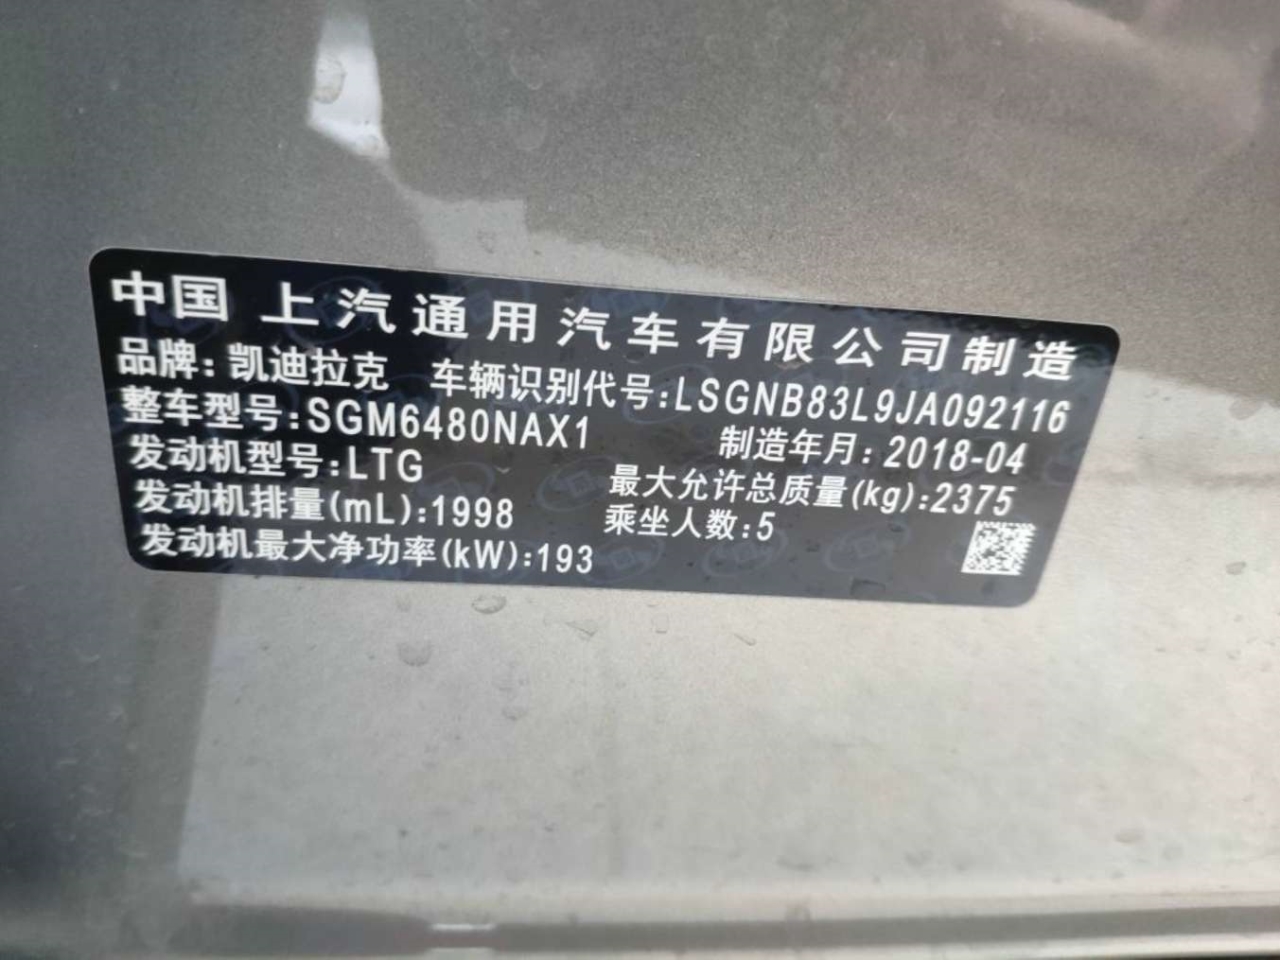 中国 上汽通用汽车有限公司制造
品牌:凯迪拉克 车辆识别代号:LSGNB83L9JA092116
整车型号:SGM6480NAX1 制造年月:2018-04
发动机型号:LTG 最大允许总质量(kg):2375
发动机排量(mL):1998 乘坐人数:5
发动机最大净功率(kW):193